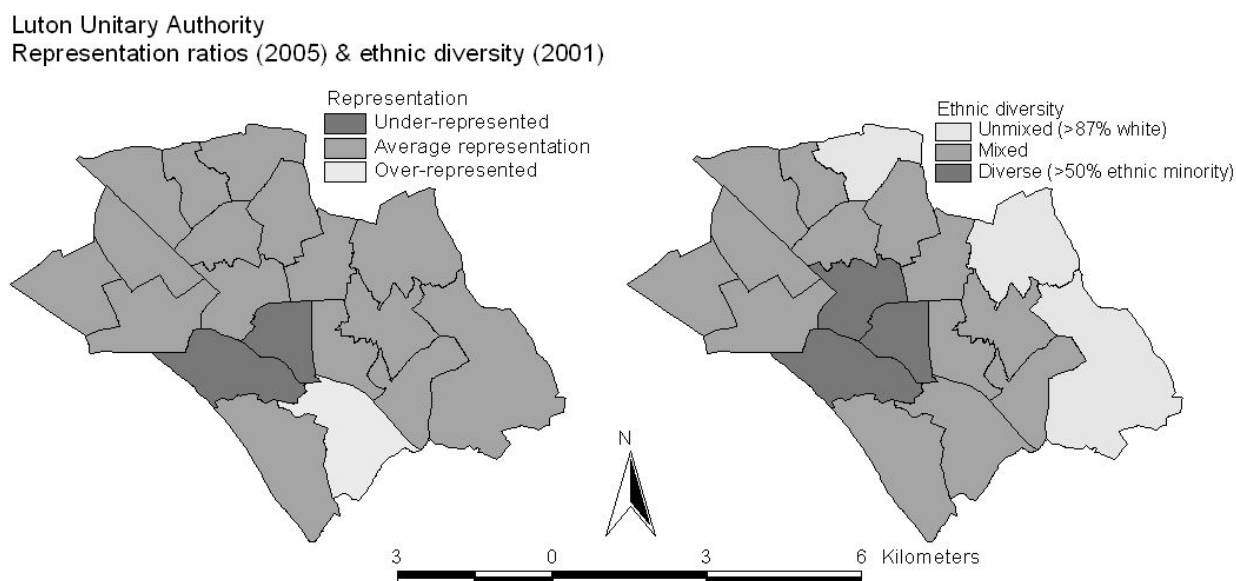 Luton Unitary Authority
Representation ratios (2005) & ethnic diversity (2001)
Representation
Under-represented
Average representation
Over-represented
Ethnic diversity
Unmixed (>87% white)
Mixed
Diverse (>50% ethnic minority)
N
3 0 3 6 Kilometers